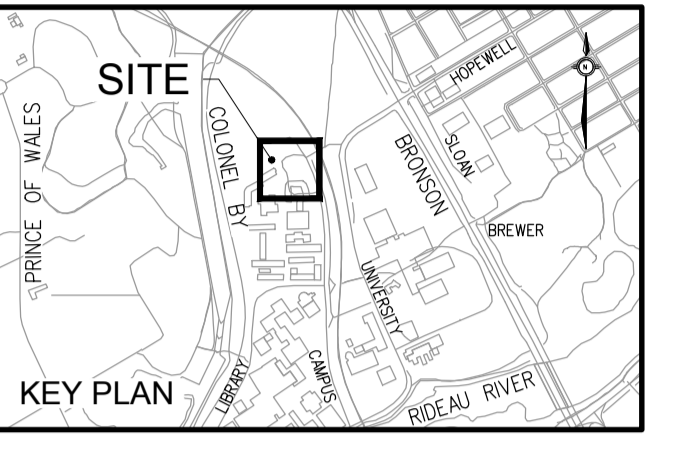 HOPEWELL
SITE
N
PRINCE OF WALES
COLONEL BY
BRONSON
SLOAN
BREWER
UNIVERSITY
LIBRARY
CAMPUS
KEY PLAN
RIDEAU RIVER